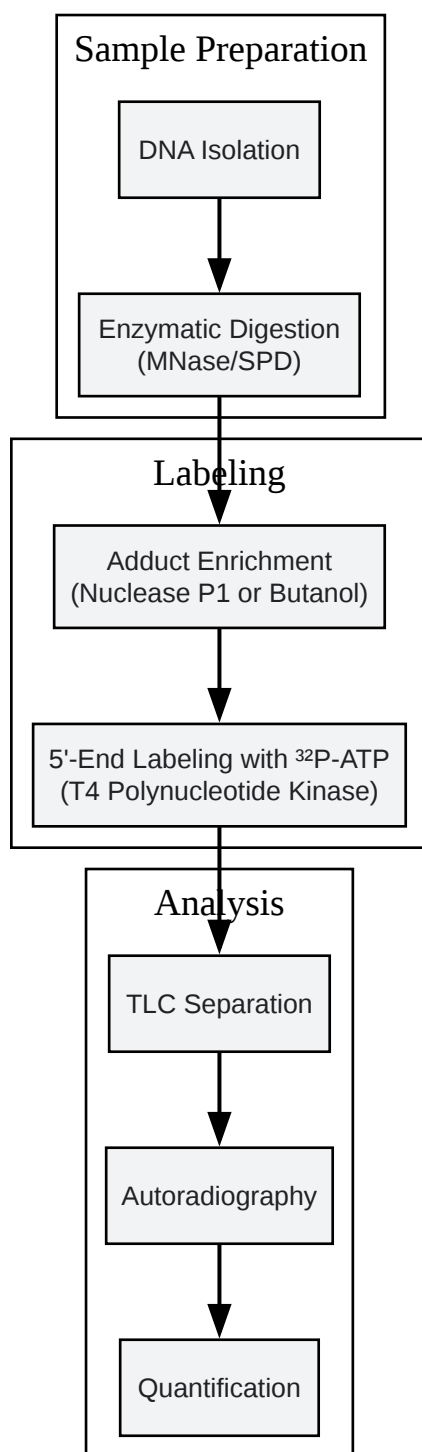 Sample Preparation
DNA Isolation
Enzymatic Digestion
(MNase/SPD)
Labeling
Adduct Enrichment
(Nuclease P1 or Butanol)
5'-End Labeling with ³²P-ATP
(T4 Polynucleotide Kinase)
Analysis
TLC Separation
Autoradiography
Quantification